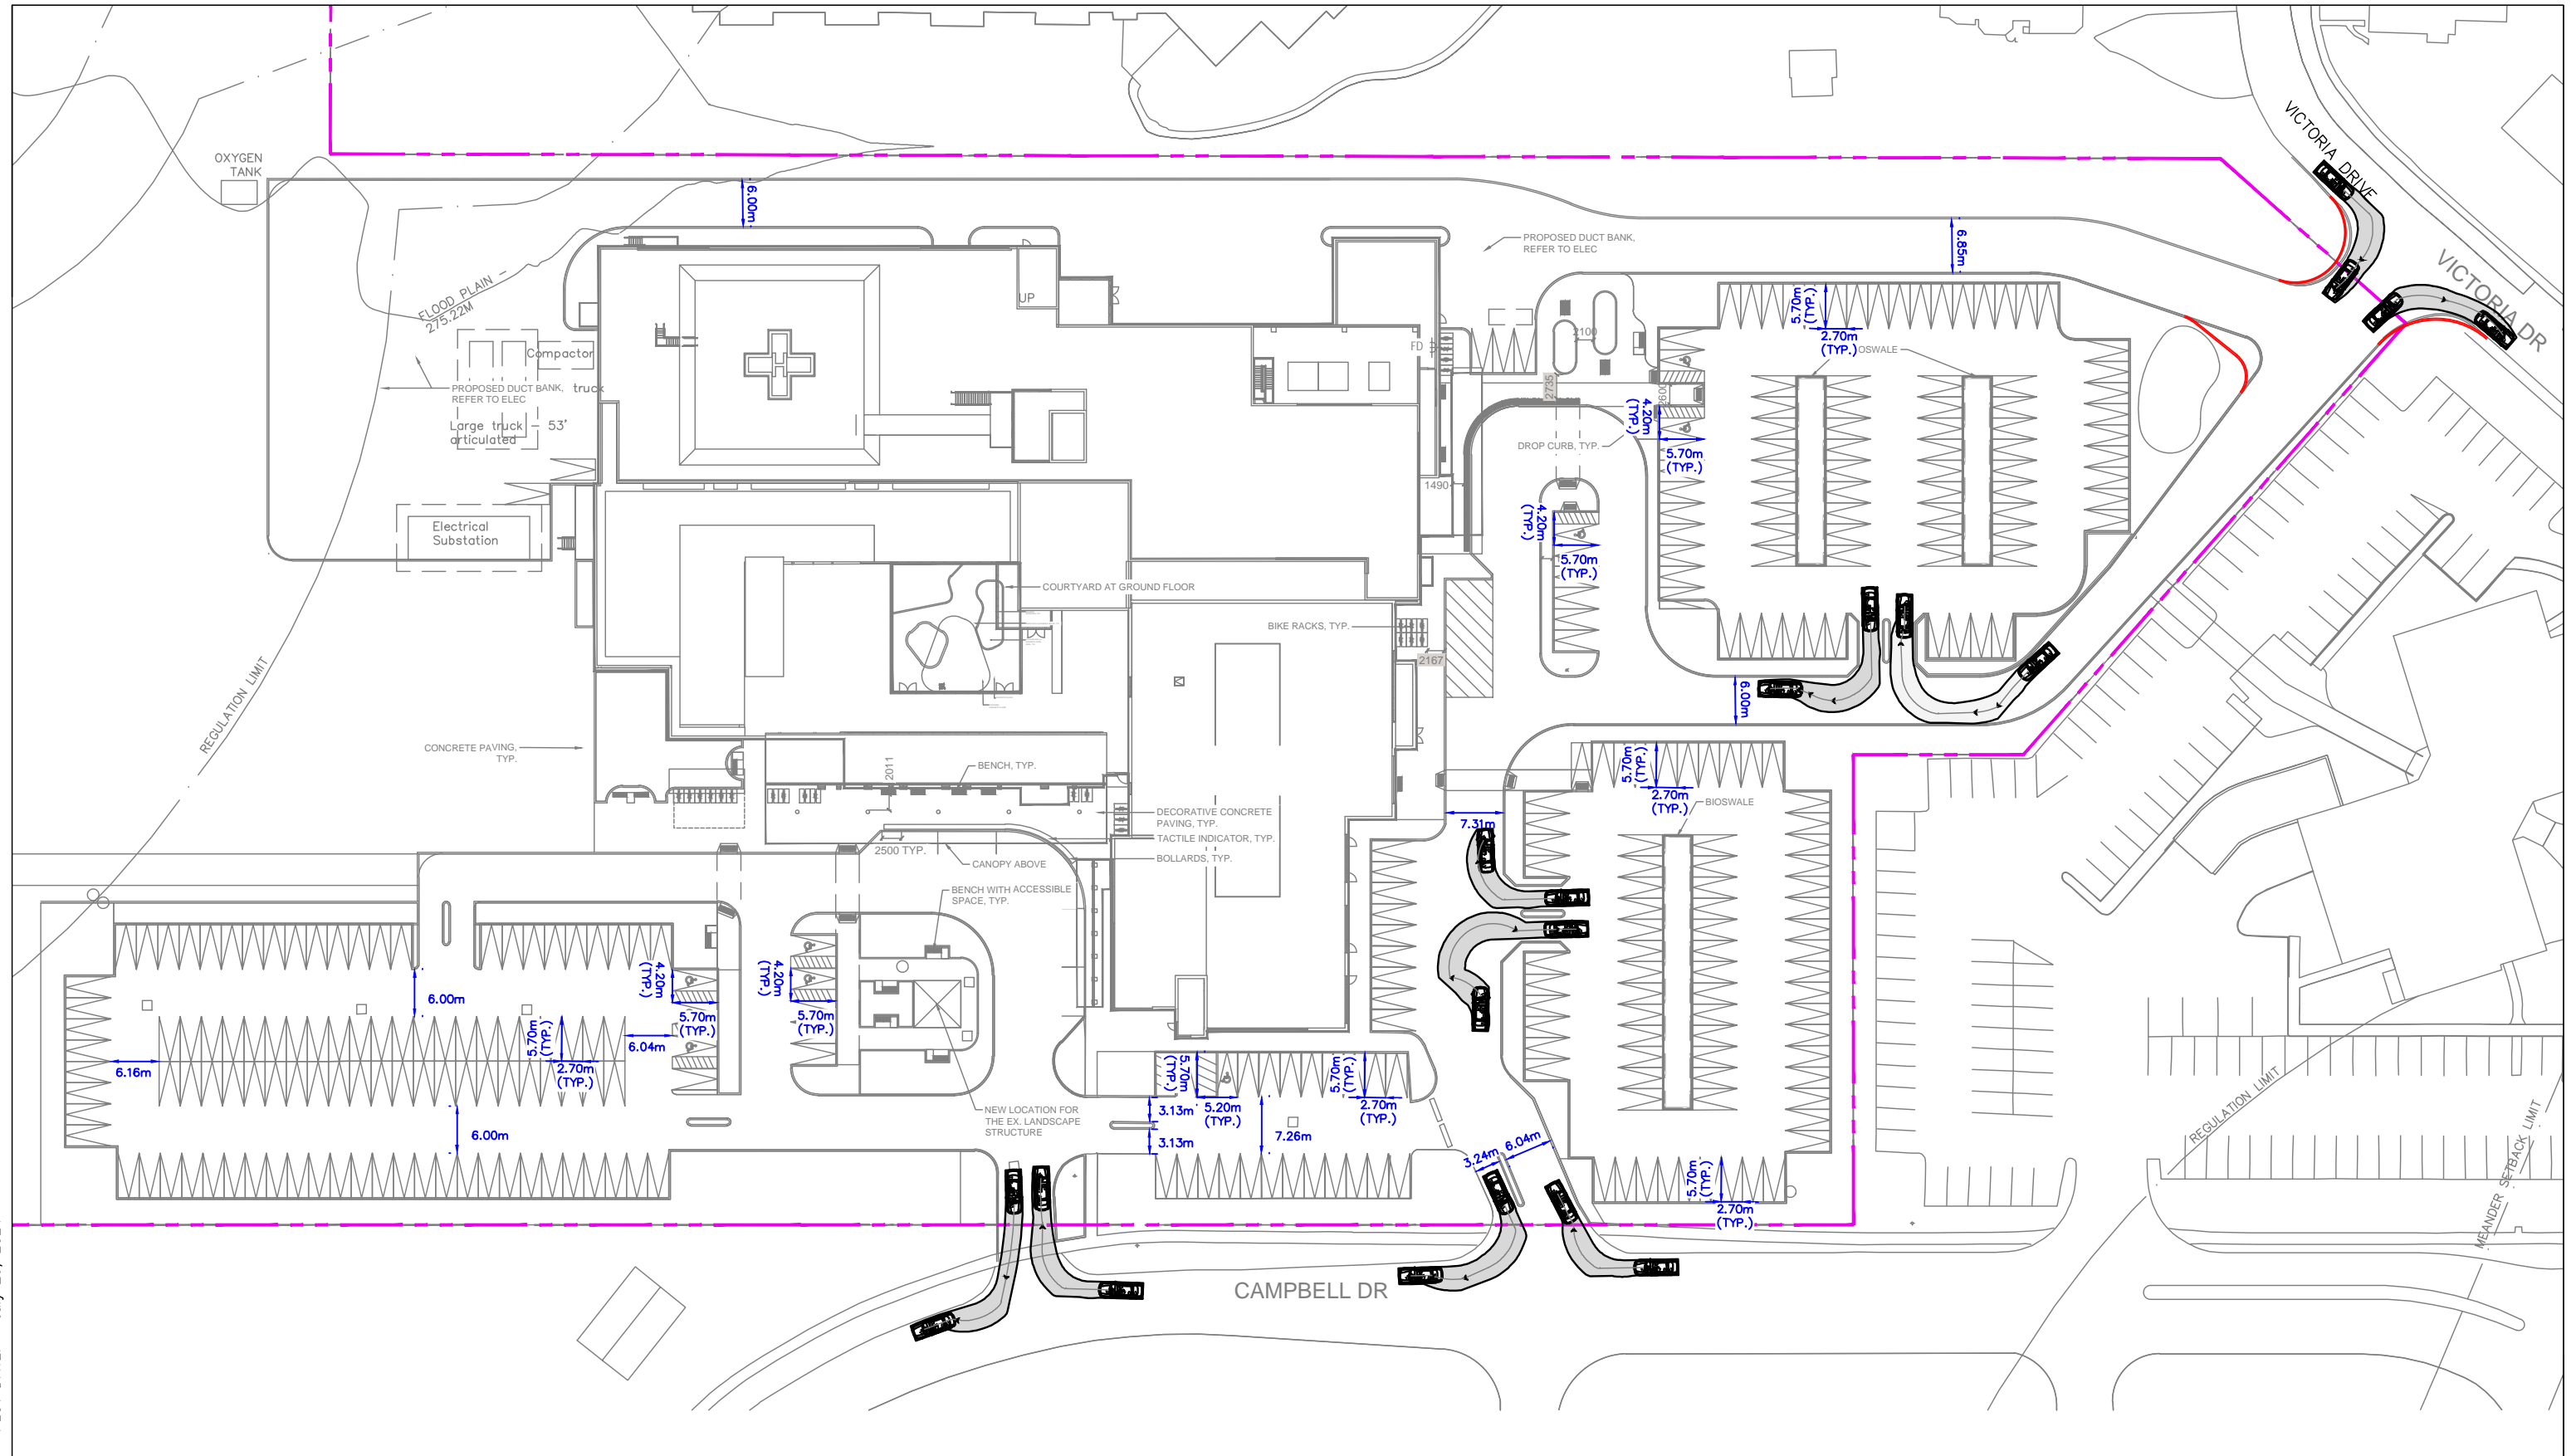 VICTORIA DRIVE
OXYGEN
TANK
6.00m
PROPOSED DUCT BANK,
REFER TO ELEC
6.85m
VICTORIA DR
FLOOD PLAIN
275.22M
UP
5.70m
(TYP.)
2.70m
(TYP.)
OSWALE
2100
FD
Compactor
PROPOSED DUCT BANK,
REFER TO ELEC
truck
Large truck - 53'
articulated
2735
2600
4.20m
(TYP.)
5.70m
(TYP.)
DROP CURB, TYP.
1490
4.20m
(TYP.)
5.70m
(TYP.)
Electrical
Substation
COURTYARD AT GROUND FLOOR
BIKE RACKS, TYP.
2167
REGULATION LIMIT
6.00m
CONCRETE PAVING,
TYP.
2011
BENCH, TYP.
5.70m
(TYP.)
2.70m
(TYP.)
BIOSWALE
7.31m
DECORATIVE CONCRETE
PAVING, TYP.
TACTILE INDICATOR, TYP.
BOLLARDS, TYP.
2500 TYP.
CANOPY ABOVE
BENCH WITH ACCESSIBLE
SPACE, TYP.
4.20m
(TYP.)
5.70m
(TYP.)
4.20m
(TYP.)
5.70m
(TYP.)
6.00m
5.70m
(TYP.)
2.70m
(TYP.)
6.04m
6.16m
6.00m
NEW LOCATION FOR
THE EX. LANDSCAPE
STRUCTURE
3.13m
3.13m
5.70m
(TYP.)
5.20m
(TYP.)
5.70m
(TYP.)
2.70m
(TYP.)
7.26m
3.24m
6.04m
5.70m
(TYP.)
2.70m
(TYP.)
REGULATION LIMIT
MEANDER SETBACK LIMIT
CAMPBELL DR